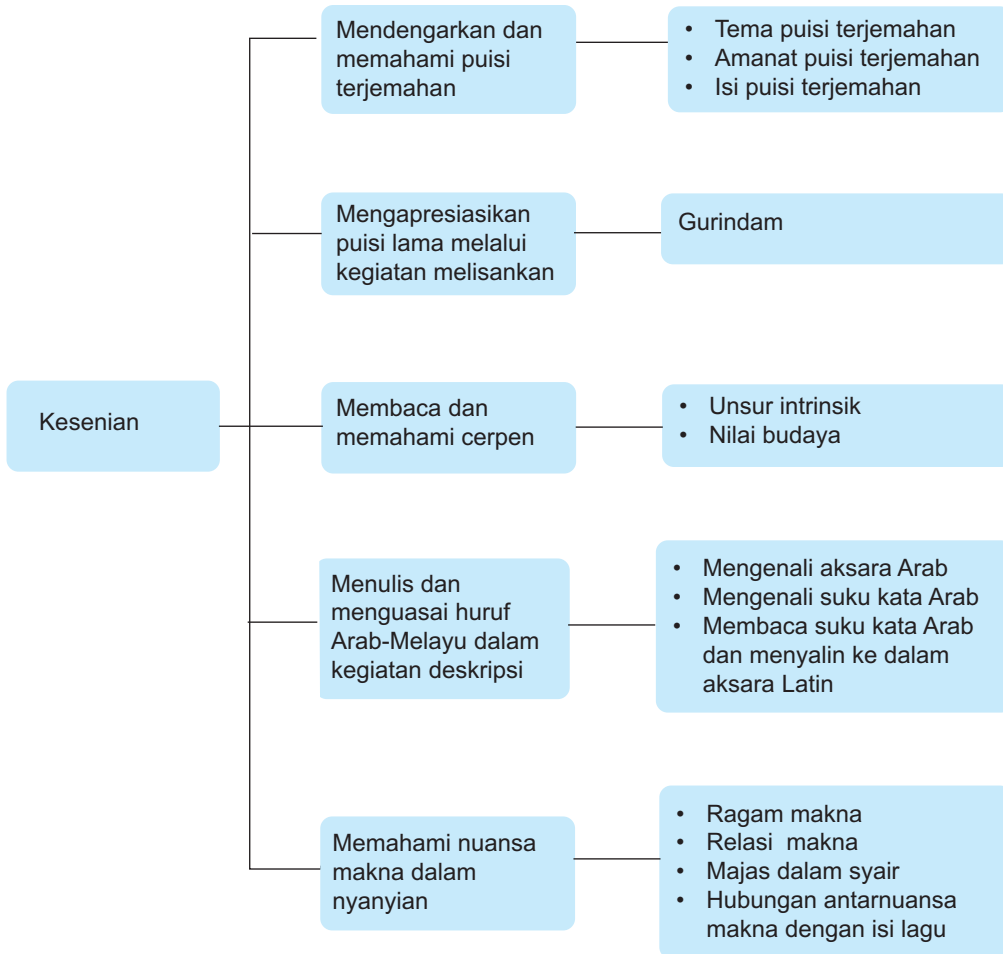 Mendengarkan dan
memahami puisi
terjemahan
• Tema puisi terjemahan
• Amanat puisi terjemahan
• Isi puisi terjemahan
Mengapresiasikan
puisi lama melalui
kegiatan melisankan
Gurindam
Kesenian
Membaca dan
memahami cerpen
• Unsur intrinsik
• Nilai budaya
Menulis dan
menguasai huruf
Arab-Melayu dalam
kegiatan deskripsi
• Mengenali aksara Arab
• Mengenali suku kata Arab
• Membaca suku kata Arab
dan menyalin ke dalam
aksara Latin
Memahami nuansa
makna dalam
nyanyian
• Ragam makna
• Relasi makna
• Majas dalam syair
• Hubungan antarnuansa
makna dengan isi lagu